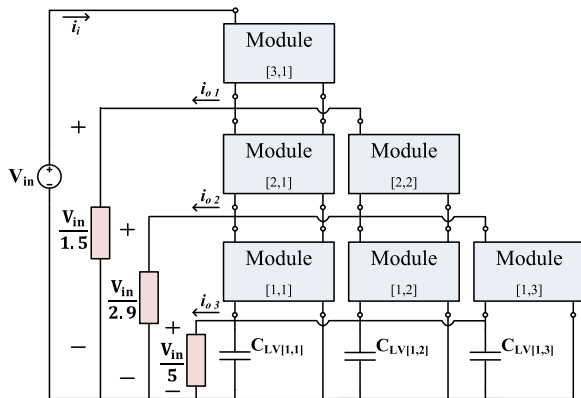 i_i
Module
[3,1]
i_o 1
+
V_in
+
−
Module
[2,1]
Module
[2,2]
V_in
1.5
+
i_o 2
V_in
2.9
Module
[1,1]
Module
[1,2]
Module
[1,3]
i_o 3
+
V_in
5
C_LV[1,1]
C_LV[1,2]
C_LV[1,3]
−
−
−